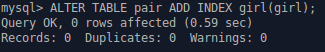 mysql> ALTER TABLE pair ADD INDEX girl(girl);
Query OK, 0 rows affected (0.59 sec)
Records: 0  Duplicates: 0  Warnings: 0